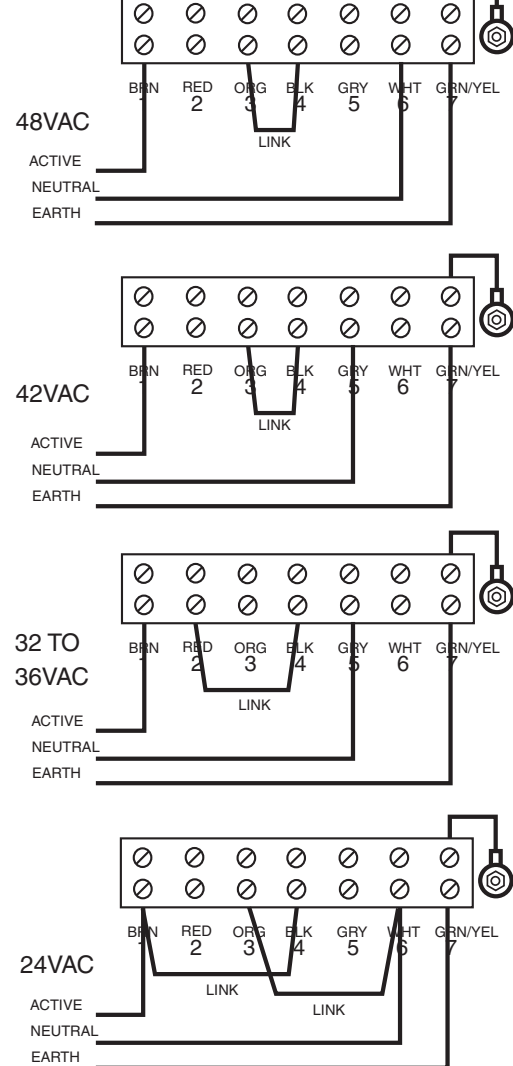 BRN RED ORG BLK GRY WHT GRN/YEL
1 2 3 4 5 6 7
48VAC
LINK
ACTIVE
NEUTRAL
EARTH
BRN RED ORG BLK GRY WHT GRN/YEL
1 2 3 4 5 6 7
42VAC
LINK
ACTIVE
NEUTRAL
EARTH
BRN RED ORG BLK GRY WHT GRN/YEL
1 2 3 4 5 6 7
32 TO
36VAC
LINK
ACTIVE
NEUTRAL
EARTH
BRN RED ORG BLK GRY WHT GRN/YEL
1 2 3 4 5 6 7
24VAC
LINK
LINK
ACTIVE
NEUTRAL
EARTH